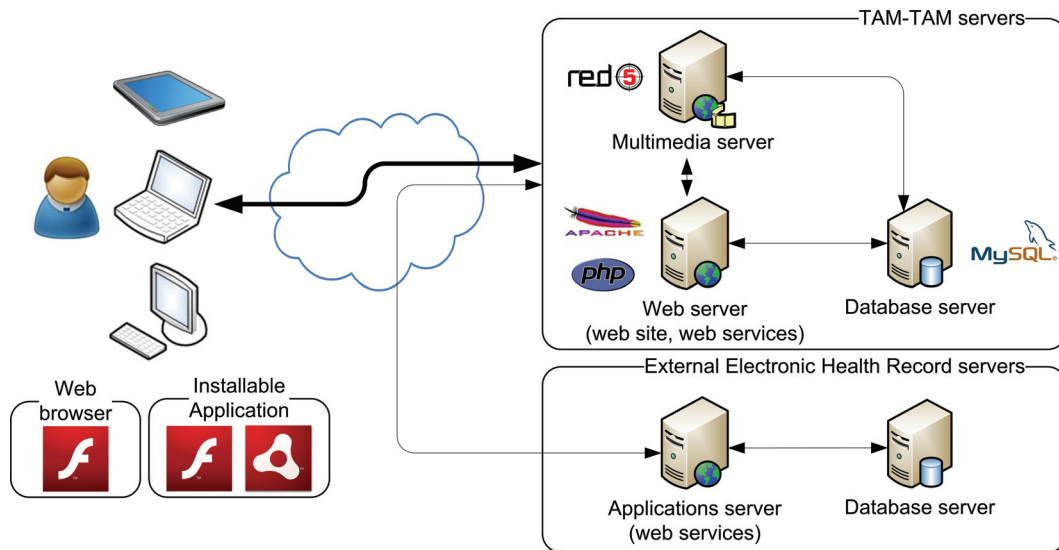 TAM-TAM servers
red5
Multimedia server
APACHE
php
MySQL®
Web server
(web site, web services)
Database server
Web
browser
Installable
Application
External Electronic Health Record servers
Applications server
(web services)
Database server